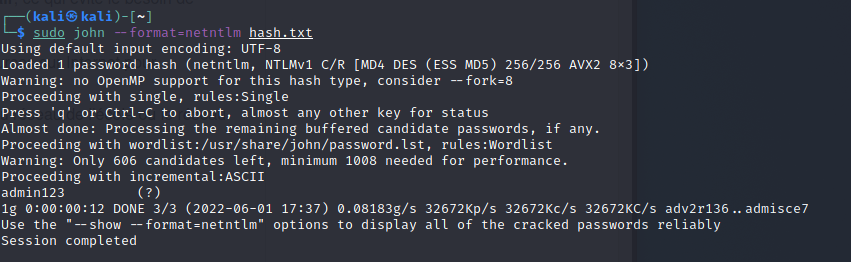 ┌──(kali㉿kali)-[~]
└─$ sudo john --format=netntlm hash.txt
Using default input encoding: UTF-8
Loaded 1 password hash (netntlm, NTLMv1 C/R [MD4 DES (ESS MD5) 256/256 AVX2 8×3])
Warning: no OpenMP support for this hash type, consider --fork=8
Proceeding with single, rules:Single
Press 'q' or Ctrl-C to abort, almost any other key for status
Almost done: Processing the remaining buffered candidate passwords, if any.
Proceeding with wordlist:/usr/share/john/password.lst, rules:Wordlist
Warning: Only 606 candidates left, minimum 1008 needed for performance.
Proceeding with incremental:ASCII
admin123         (?)
1g 0:00:00:12 DONE 3/3 (2022-06-01 17:37) 0.08183g/s 32672Kp/s 32672Kc/s 32672KC/s adv2r136..admisce7
Use the "--show --format=netntlm" options to display all of the cracked passwords reliably
Session completed